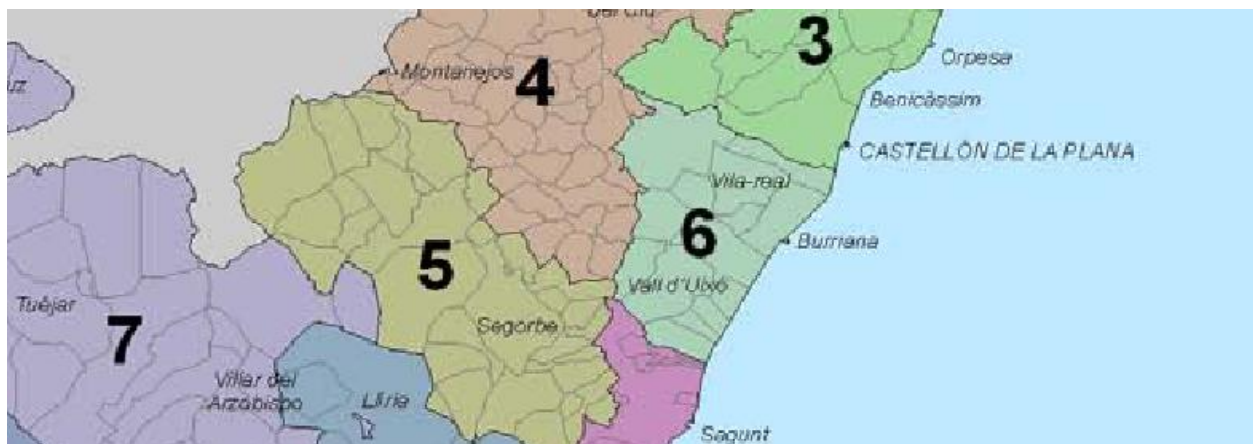 3
Orpesa
4
Montanejos
Benicàssim
CASTELLÓN DE LA PLANA
Vila-real
6
Burriana
5
Vall d'Uixó
Tuéjar
7
Segorbe
Villar del
Arzobispo
Llíria
Sagunt